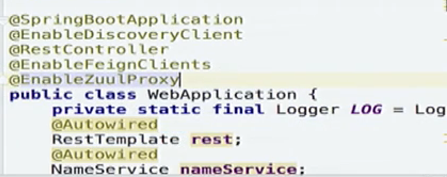 @SpringBootApplication
@EnableDiscoveryClient
@RestController
@EnableFeignClients
@EnableZuulProxy
public class WebApplication {
private static final Logger LOG = Log
@Autowired
RestTemplate rest;
@Autowired
NameService nameService;